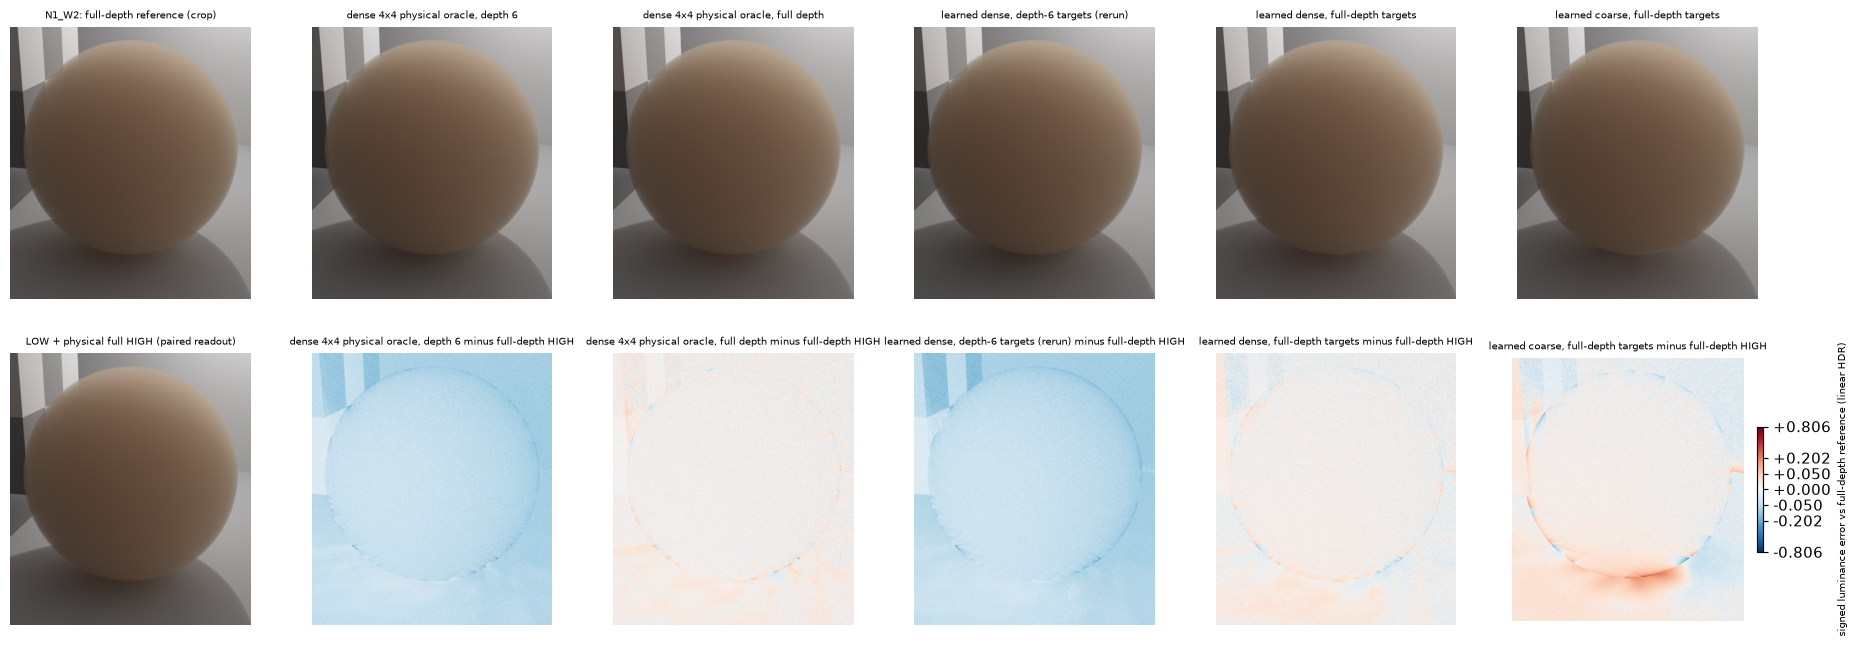 N1_W2: full-depth reference (crop)
dense 4x4 physical oracle, depth 6
dense 4x4 physical oracle, full depth
learned dense, depth-6 targets (rerun)
learned dense, full-depth targets
learned coarse, full-depth targets
LOW + physical full HIGH (paired readout)
dense 4x4 physical oracle, depth 6 minus full-depth HIGH
dense 4x4 physical oracle, full depth minus full-depth HIGH
learned dense, depth-6 targets (rerun) minus full-depth HIGH
learned dense, full-depth targets minus full-depth HIGH
learned coarse, full-depth targets minus full-depth HIGH
+0.806
+0.202
+0.050
+0.000
-0.050
-0.202
-0.806
signed luminance error vs full-depth reference (linear HDR)